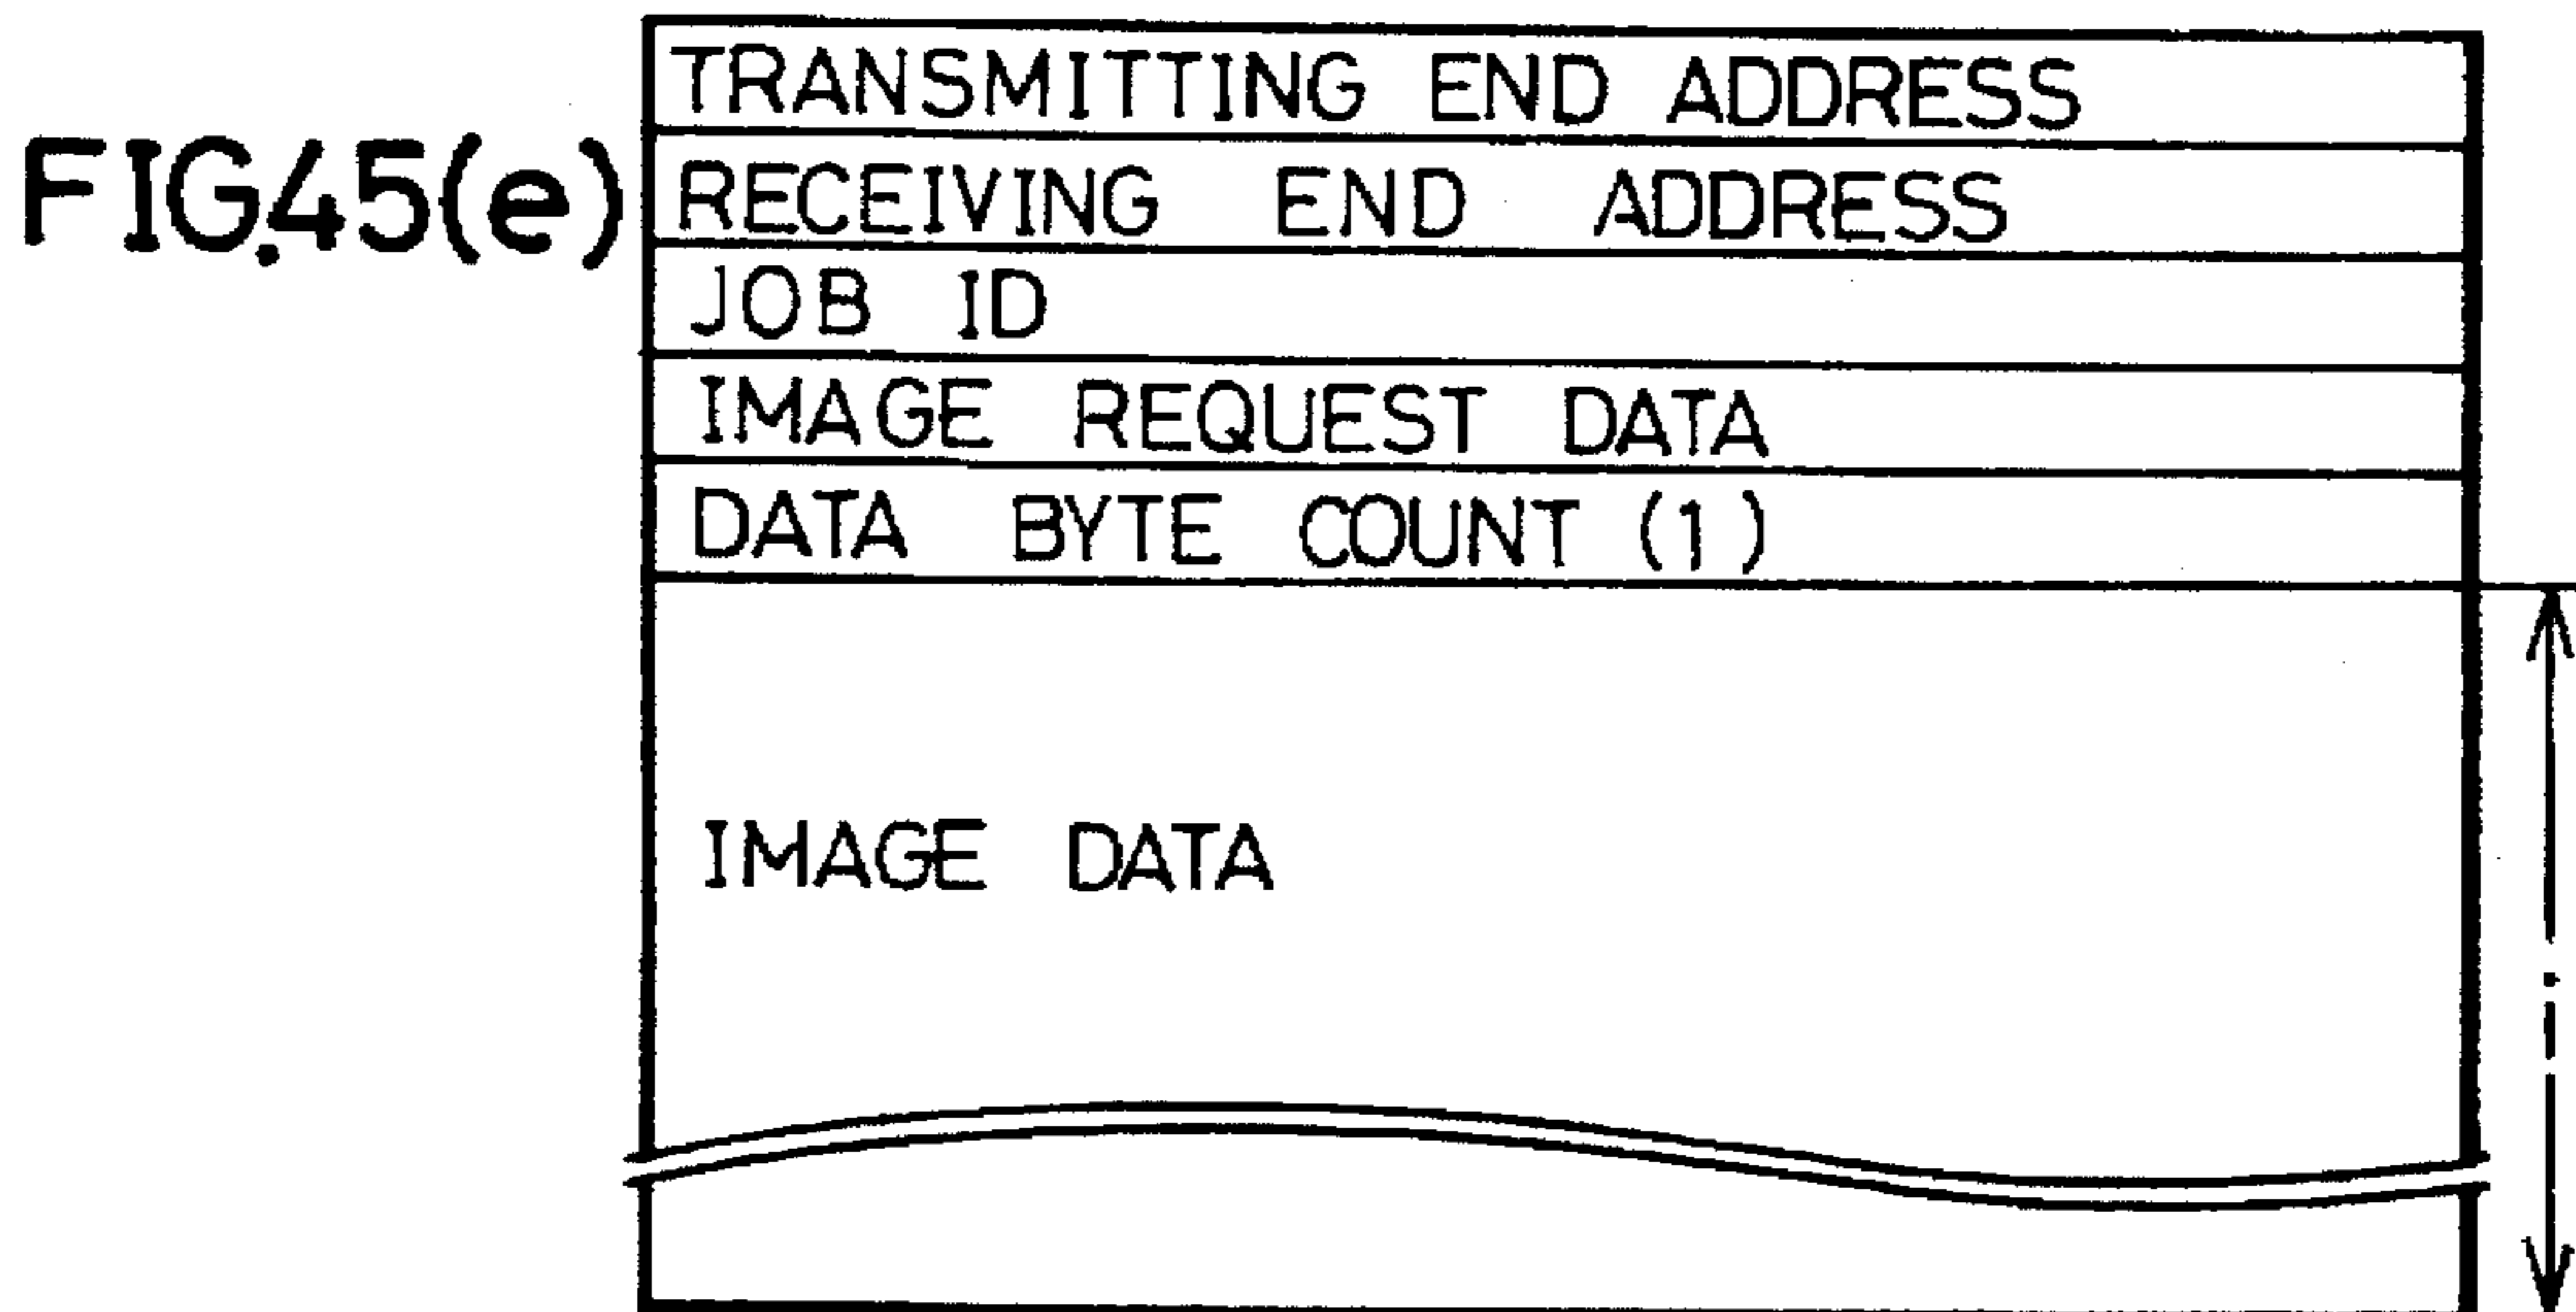 FIG.45(e)
TRANSMITTING END ADDRESS
RECEIVING END ADDRESS
JOB ID
IMAGE REQUEST DATA
DATA BYTE COUNT (1)
IMAGE DATA